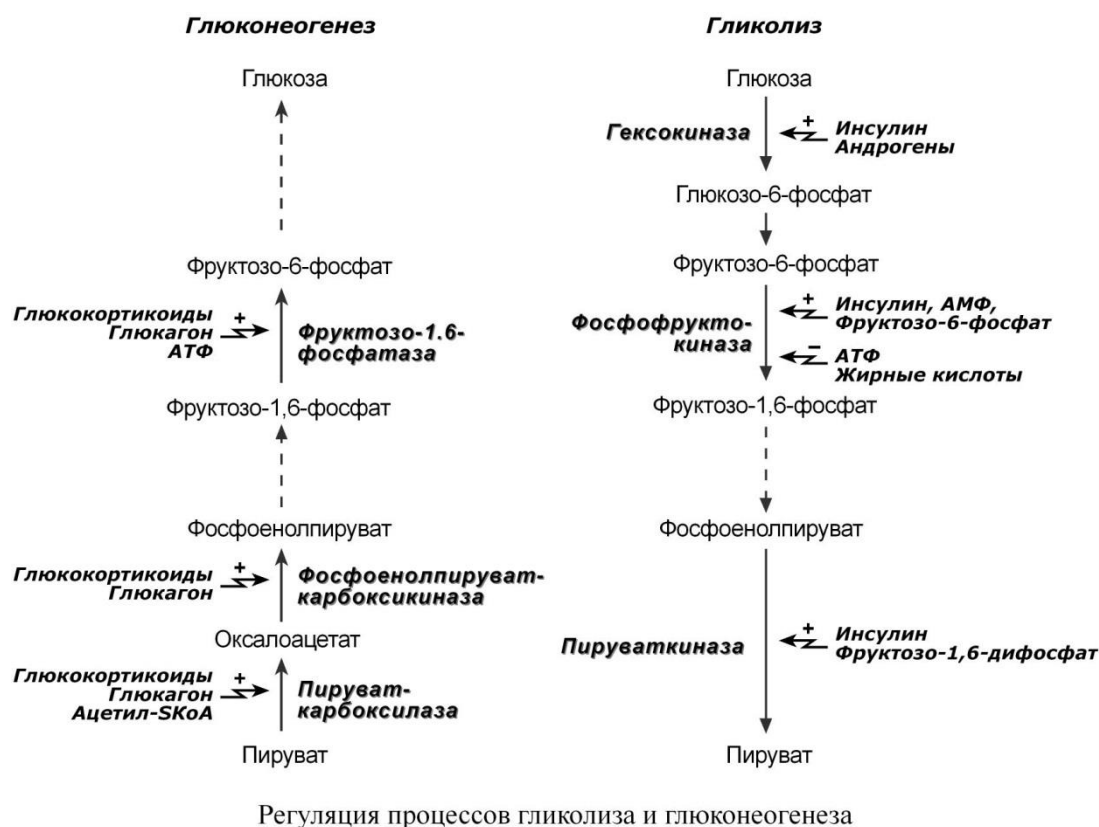 Глюконеогенез
Глюкоза
Фруктозо-6-фосфат
Глюкокортикоиды
Глюкагон
АТФ
+
Фруктозо-1.6-
фосфатаза
Фруктозо-1,6-фосфат
Фосфоенолпируват
Глюкокортикоиды
Глюкагон
+
Фосфоенолпируват-
карбоксикиназа
Оксалоацетат
Глюкокортикоиды
Глюкагон
Ацетил-SКоА
+
Пируват-
карбоксилаза
Пируват
Гликолиз
Глюкоза
Гексокиназа
+
Инсулин
Андрогены
Глюкозо-6-фосфат
Фруктозо-6-фосфат
Фосфофрукто-
киназа
+
Инсулин, АМФ,
Фруктозо-6-фосфат
–
АТФ
Жирные кислоты
Фруктозо-1,6-фосфат
Фосфоенолпируват
Пируваткиназа
+
Инсулин
Фруктозо-1,6-дифосфат
Пируват
Регуляция процессов гликолиза и глюконеогенеза